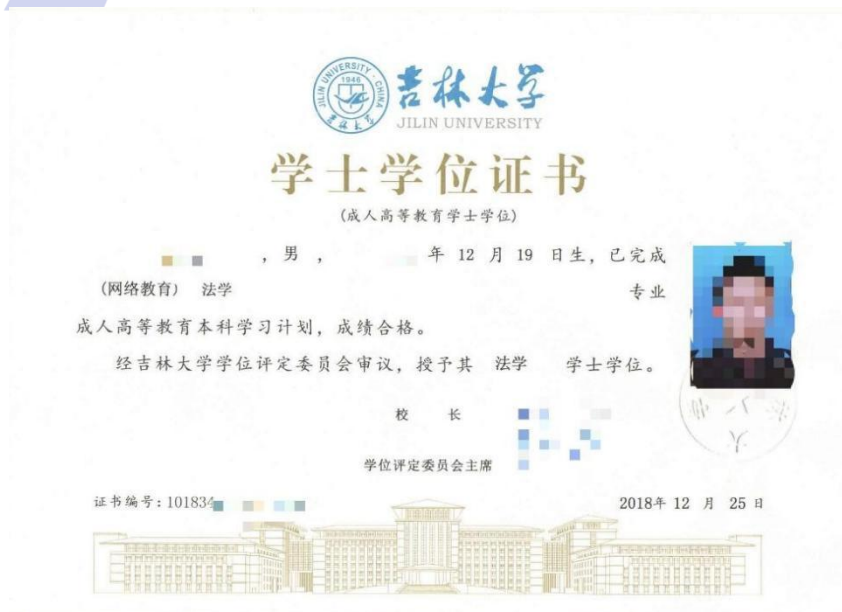 JILIN UNIVERSITY · CHINA
1946
吉林大学
吉林大学
JILIN UNIVERSITY
学士学位证书
(成人高等教育学士学位)
，男， 年 12 月 19 日生，已完成
(网络教育) 法学 专业
成人高等教育本科学习计划，成绩合格。
经吉林大学学位评定委员会审议，授予其 法学 学士学位。
校 长
学位评定委员会主席
证书编号：101834
2018年 12 月 25 日